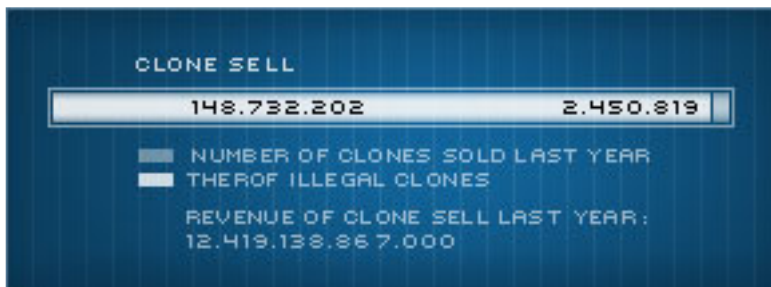 CLONE SELL
148.732.202 2.450.819
NUMBER OF CLONES SOLD LAST YEAR
THEROF ILLEGAL CLONES
REVENUE OF CLONE SELL LAST YEAR:
12.419.138.867.000